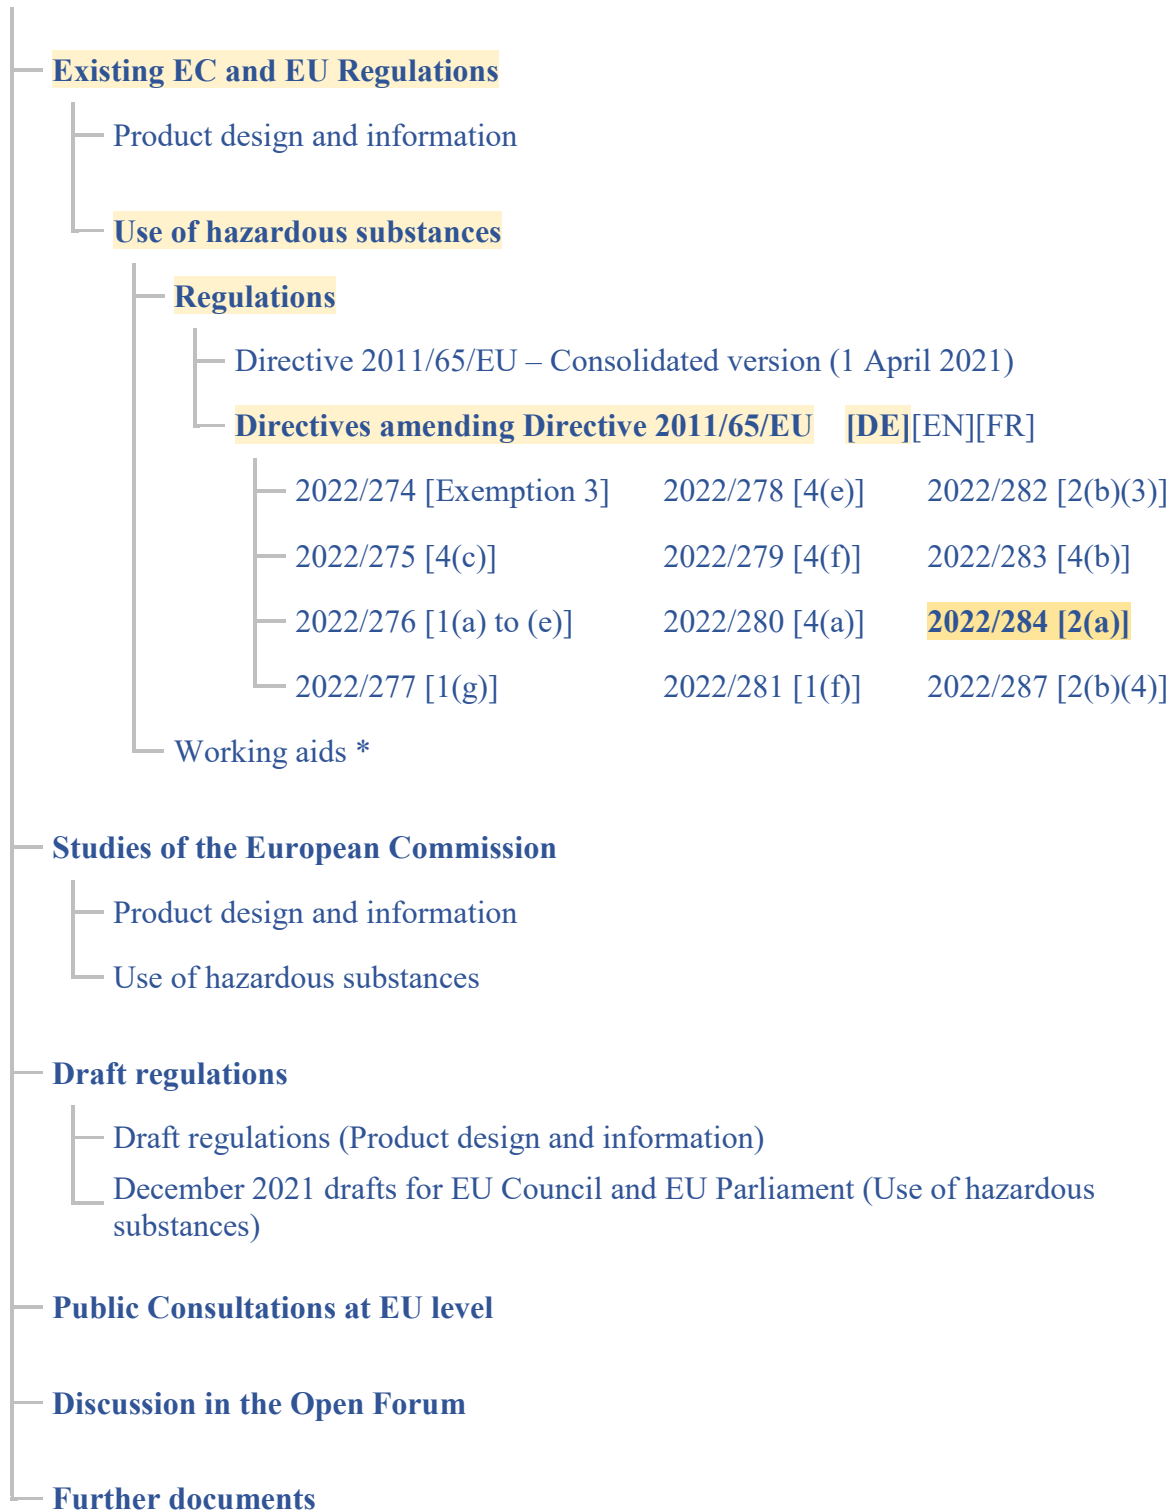 Existing EC and EU Regulations
Product design and information
Use of hazardous substances
Regulations
Directive 2011/65/EU – Consolidated version (1 April 2021)
Directives amending Directive 2011/65/EU [DE][EN][FR]
2022/274 [Exemption 3] 2022/278 [4(e)] 2022/282 [2(b)(3)]
2022/275 [4(c)] 2022/279 [4(f)] 2022/283 [4(b)]
2022/276 [1(a) to (e)] 2022/280 [4(a)] 2022/284 [2(a)]
2022/277 [1(g)] 2022/281 [1(f)] 2022/287 [2(b)(4)]
Working aids *
Studies of the European Commission
Product design and information
Use of hazardous substances
Draft regulations
Draft regulations (Product design and information)
December 2021 drafts for EU Council and EU Parliament (Use of hazardous
substances)
Public Consultations at EU level
Discussion in the Open Forum
Further documents